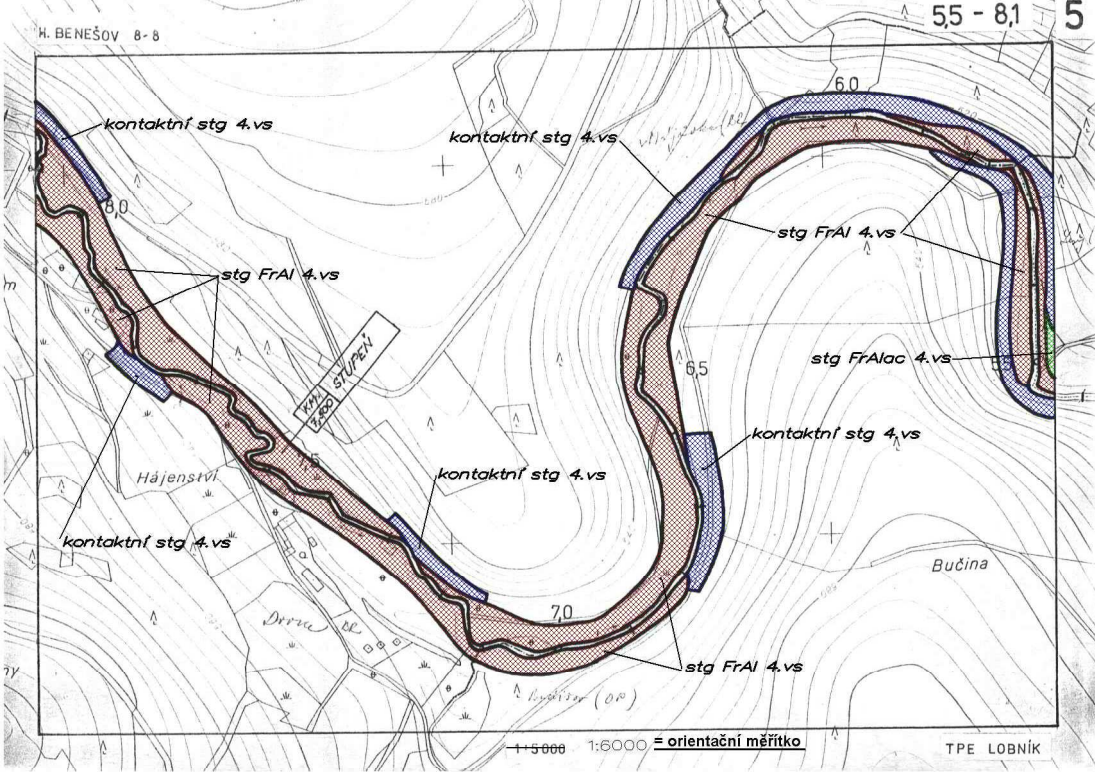 5,5 - 8,1
5
H. BENEŠOV 8-8
6,0
kontaktní stg 4.vs
kontaktní stg 4.vs
8,0
stg FrAl 4.vs
stg FrAl 4.vs
KM
7,400
STUPEŇ
stg FrAlac 4.vs
6,5
kontaktní stg 4.vs
7,5
kontaktní stg 4.vs
Hájenství
kontaktní stg 4.vs
Bučina
7,0
stg FrAl 4.vs
1:5000 1:6000 = orientační měřítko
TPE LOBNÍK